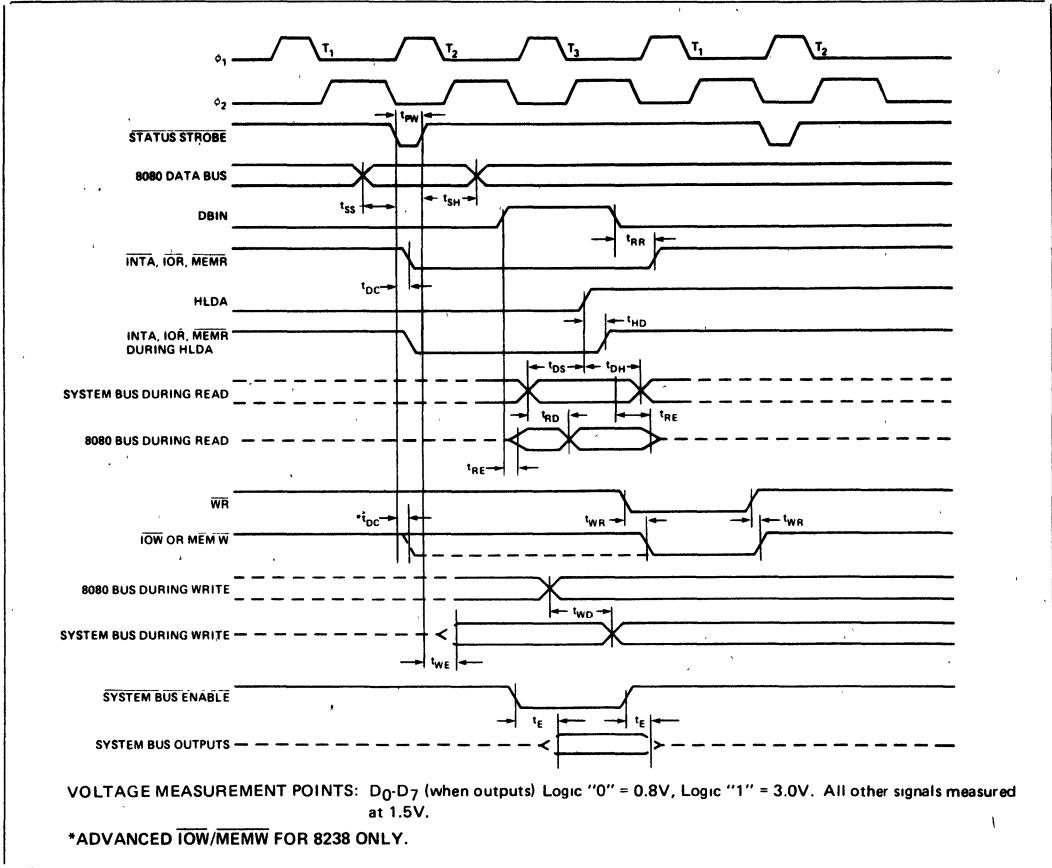 T1 T2 T3 T1 T2
φ1
φ2
tPW
STATUS STROBE
8080 DATA BUS
tSS tSH
DBIN
tRR
INTA, IOR, MEMR
tDC
HLDA
tHD
INTA, IOR, MEMR
DURING HLDA
tDS tDH
SYSTEM BUS DURING READ
tRD tRE
8080 BUS DURING READ
tRE
WR
*tDC tWR tWR
IOW OR MEM W
8080 BUS DURING WRITE
tWD
SYSTEM BUS DURING WRITE
tWE
SYSTEM BUS ENABLE
tE tE
SYSTEM BUS OUTPUTS
VOLTAGE MEASUREMENT POINTS: D0-D7 (when outputs) Logic "0" = 0.8V, Logic "1" = 3.0V. All other signals measured
at 1.5V.
*ADVANCED IOW/MEMW FOR 8238 ONLY.